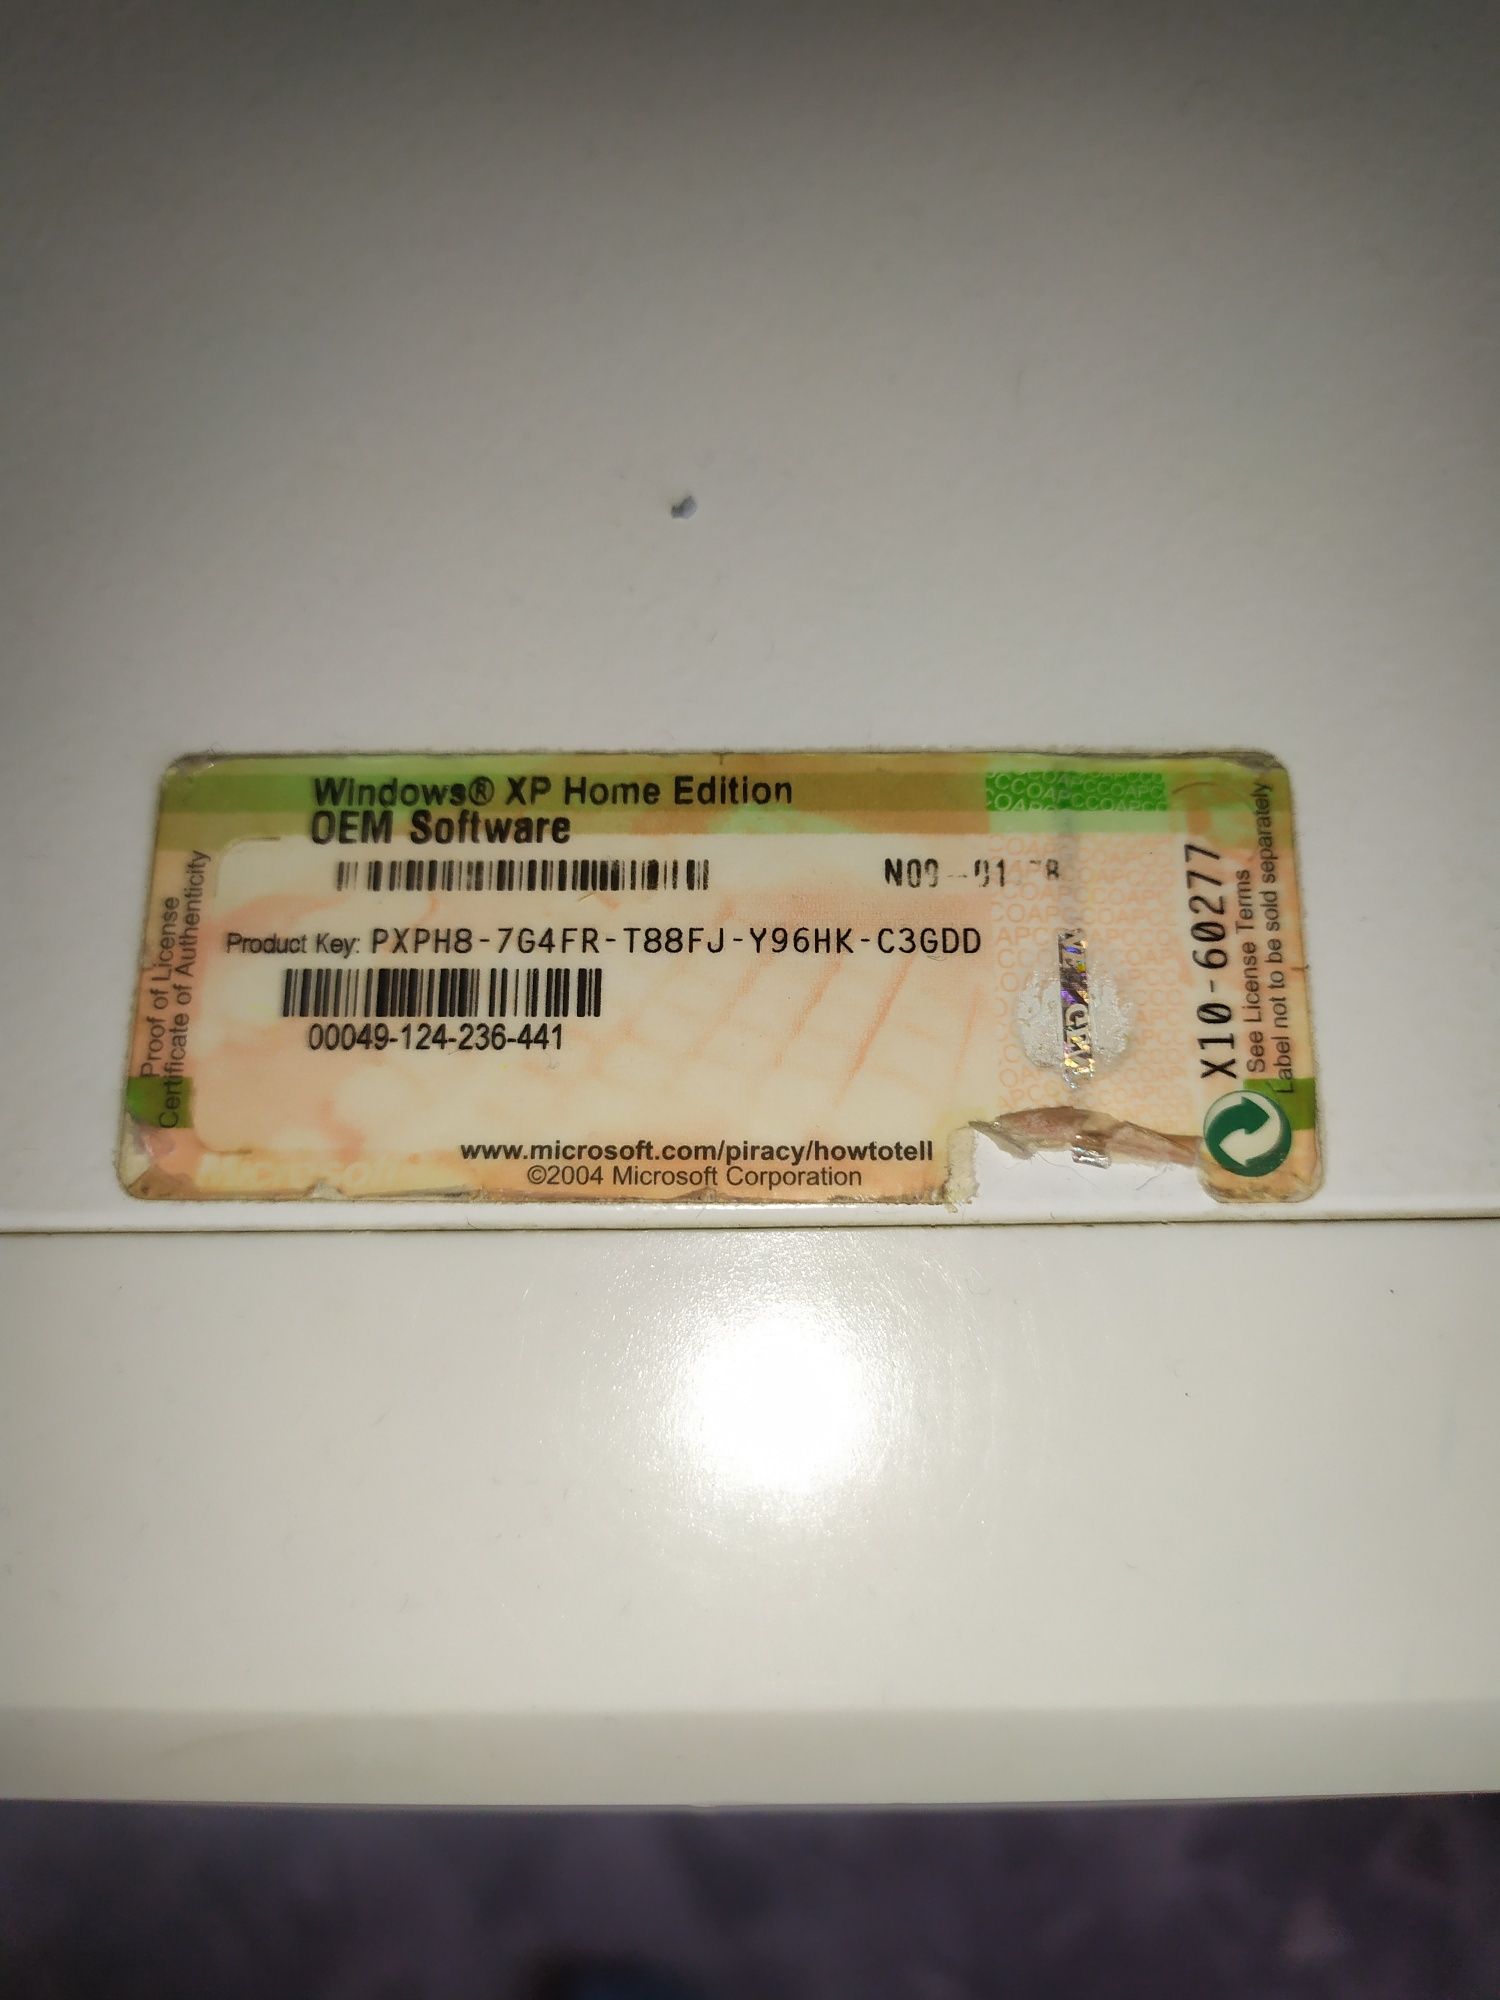 Windows® XP Home Edition
OEM Software
Product Key: PXPH8-7G4FR-T88FJ-Y96HK-C3GDD
00049-124-236-441
www.microsoft.com/piracy/howtotell
©2004 Microsoft Corporation
Proof of License
Certificate of Authenticity
X10-60277
See License Terms
Label not to be sold separately